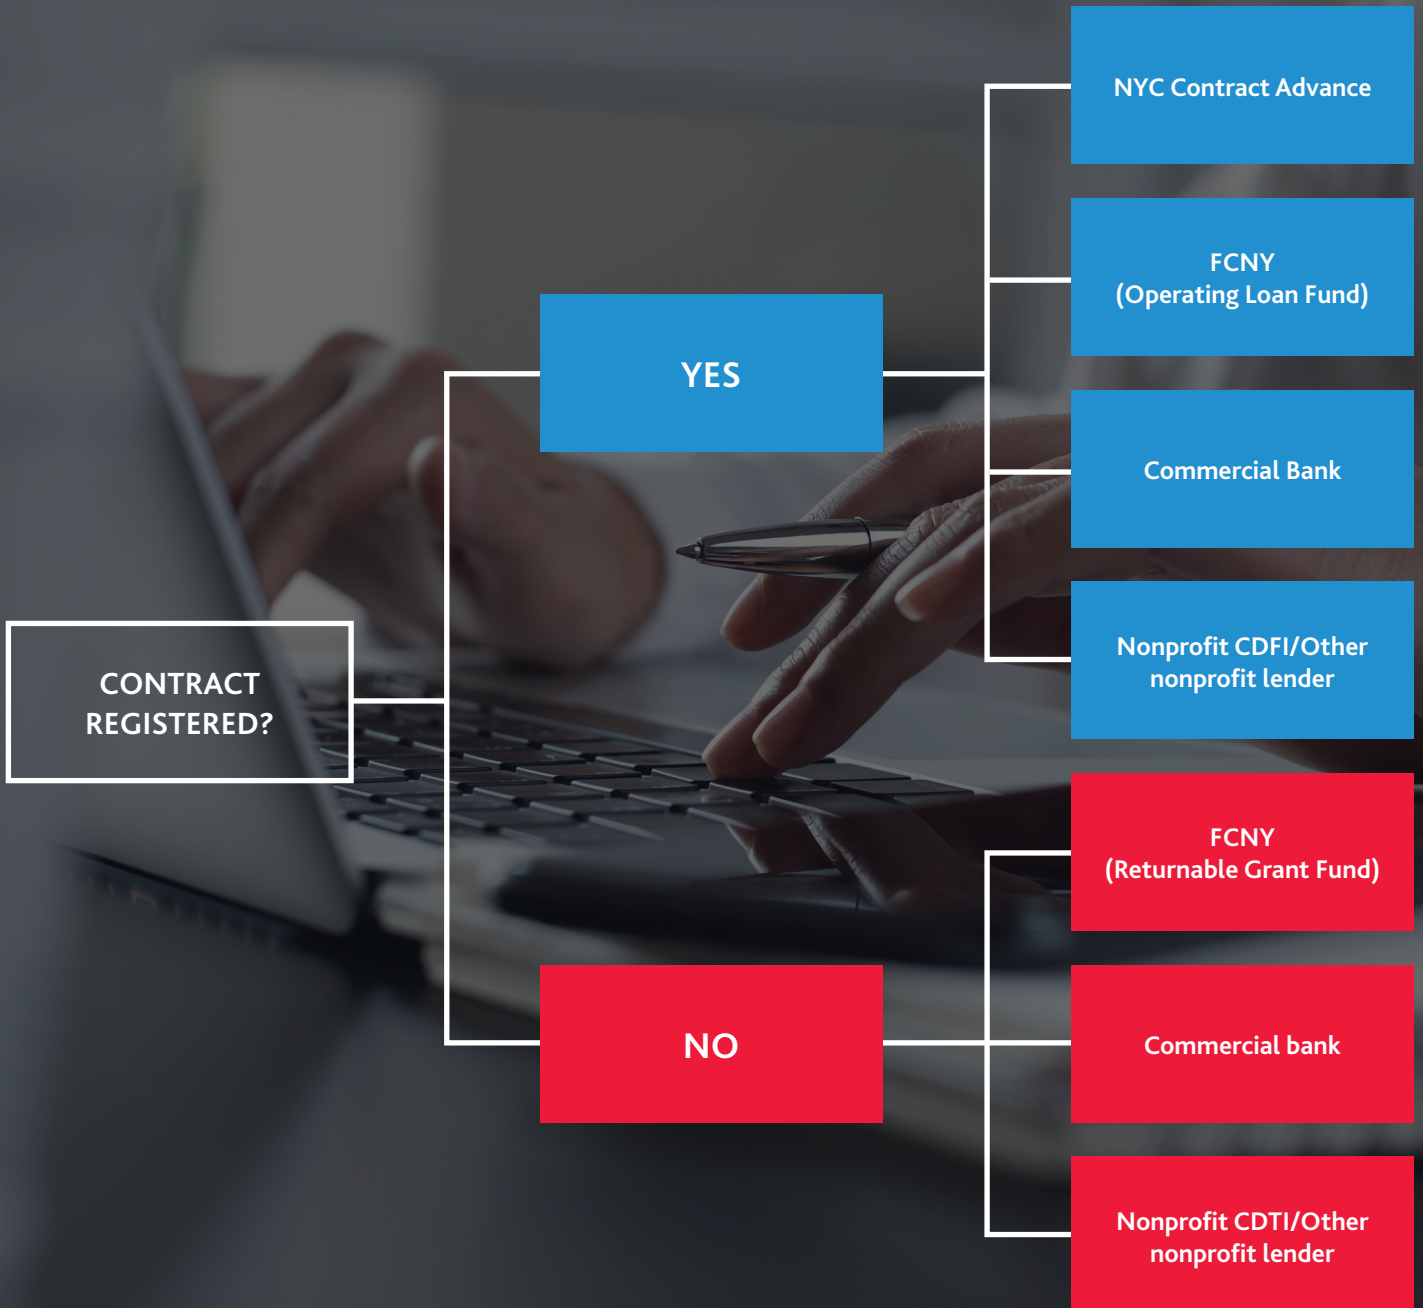 NYC Contract Advance
FCNY
(Operating Loan Fund)
YES
Commercial Bank
Nonprofit CDFI/Other
nonprofit lender
CONTRACT
REGISTERED?
FCNY
(Returnable Grant Fund)
NO
Commercial bank
Nonprofit CDTI/Other
nonprofit lender